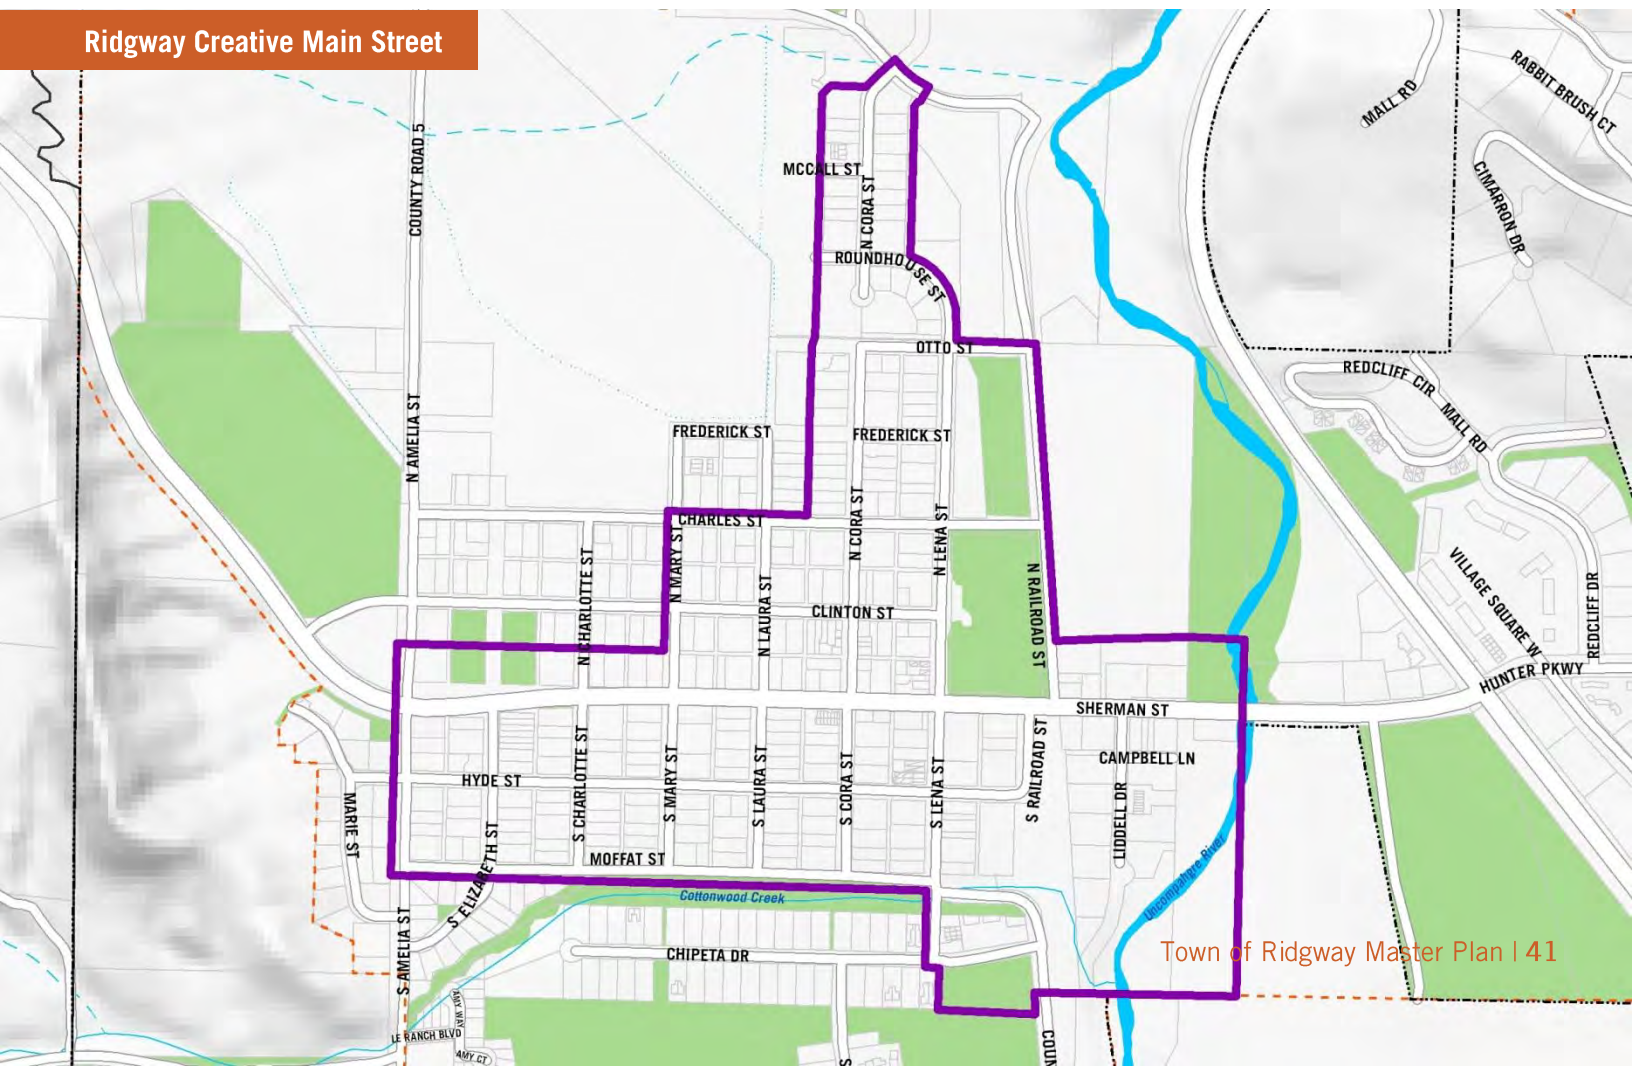 Ridgway Creative Main Street
MALL RD
RABBIT BRUSH CT
COUNTY ROAD 5
MCCALL ST
N CORA ST
CIMARRON DR
ROUNDHOUSE ST
OTTO ST
REDCLIFF CIR
MALL RD
N AMELIA ST
FREDERICK ST
FREDERICK ST
CHARLES ST
N MARY ST
N CORA ST
N LENA ST
N CHARLOTTE ST
N LAURA ST
CLINTON ST
N RAILROAD ST
VILLAGE SQUARE W
REDCLIFF DR
HUNTER PKWY
SHERMAN ST
CAMPBELL LN
HYDE ST
S CHARLOTTE ST
S MARY ST
S LAURA ST
S CORA ST
S LENA ST
S RAILROAD ST
LIDDELL DR
MARIE ST
MOFFAT ST
S ELIZABETH ST
Cottonwood Creek
Uncompahgre River
S AMELIA ST
CHIPETA DR
Town of Ridgway Master Plan | 41
AMY WAY
LE RANCH BLVD
AMY CT
S
COUN